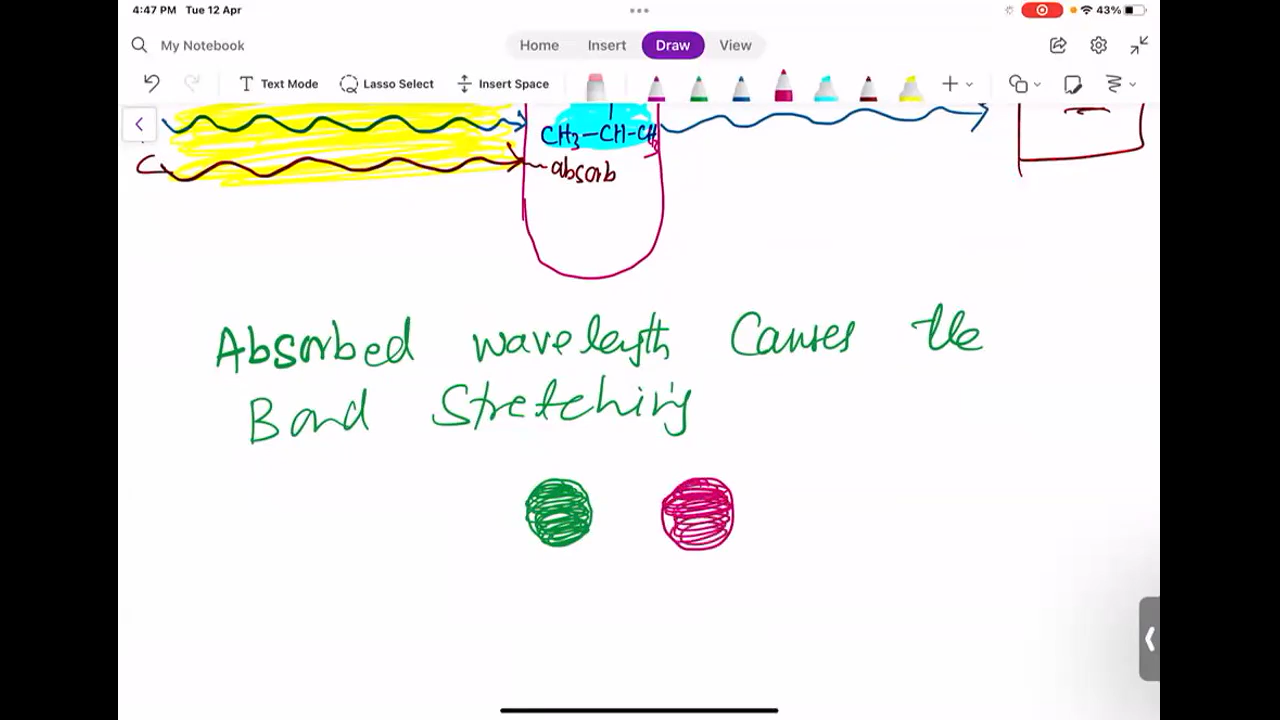 4:47 PM Tue 12 Apr
43%
My Notebook
Home Insert Draw View
Text Mode Lasso Select Insert Space
CH3-CH-CH
absorb
Absorbed wavelength Causes the
Bond Stretching